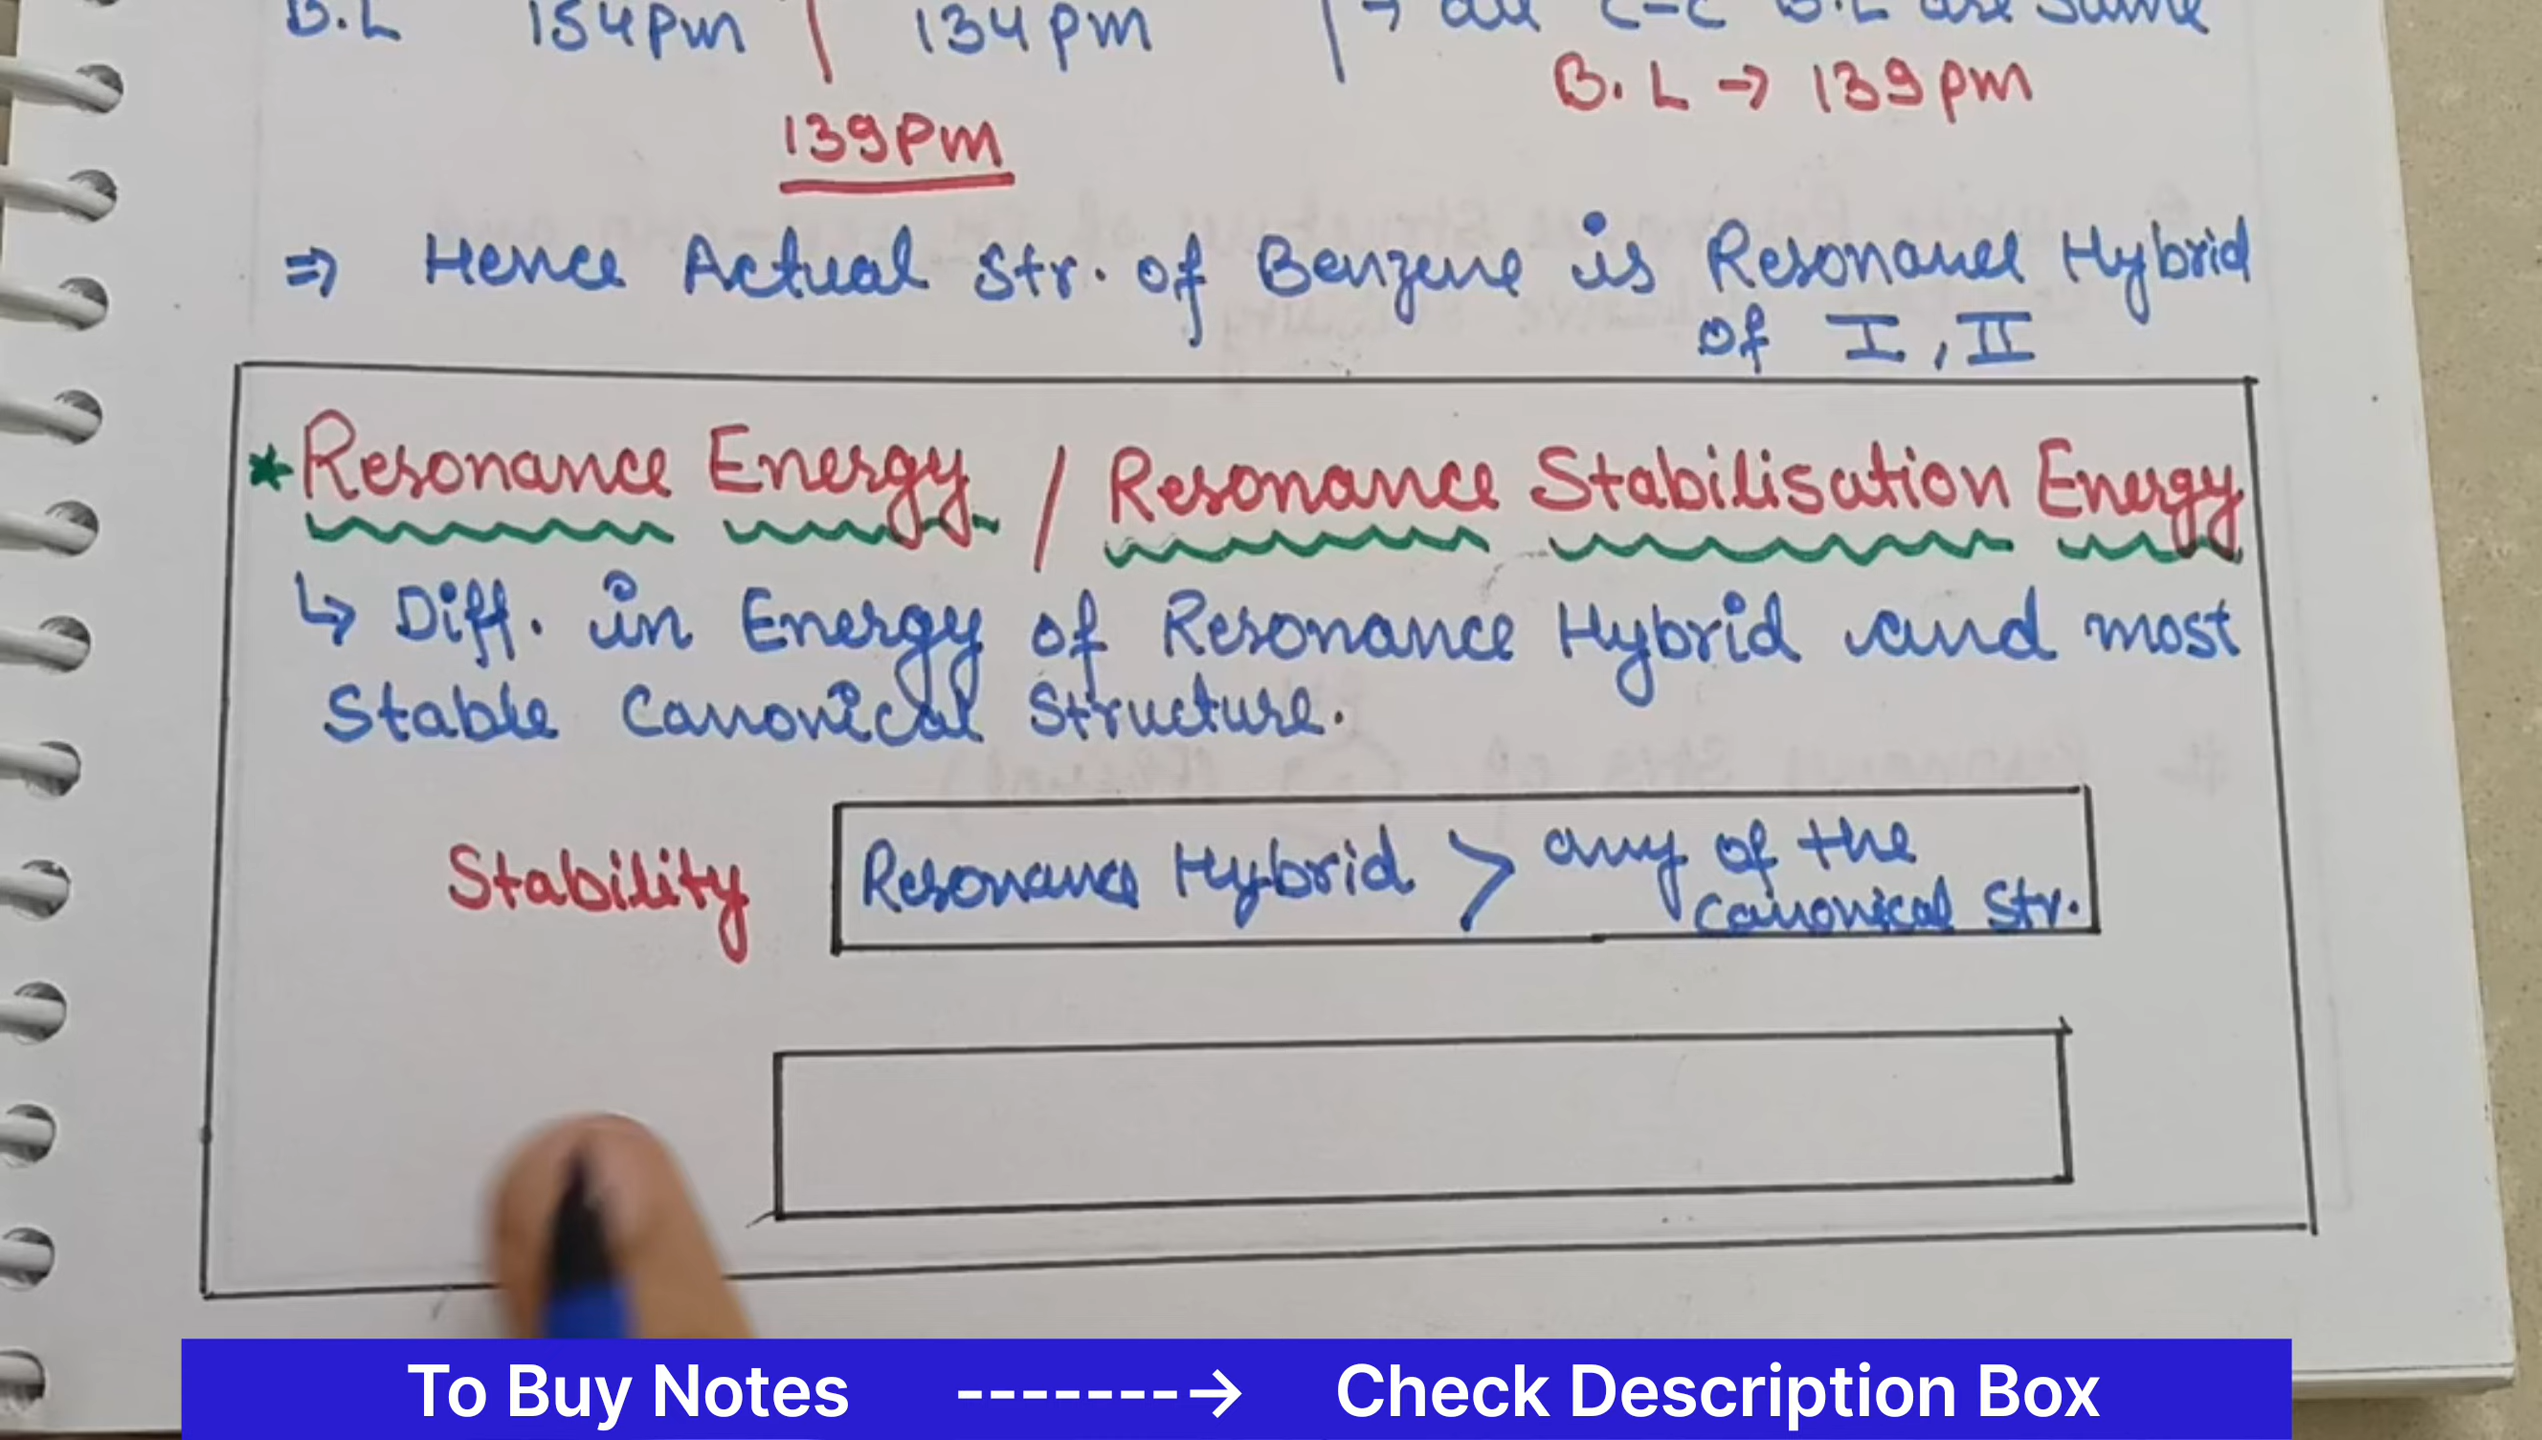 B.L 154pm 134pm → all C-C B.L are same
B.L → 139pm
139pm
⇒ Hence Actual Str. of Benzene is Resonance Hybrid
of I, II
* Resonance Energy / Resonance Stabilisation Energy
↳ Diff. in Energy of Resonance Hybrid and most
Stable Canonical Structure.
Stability Resonance Hybrid > any of the
Canonical Str.
To Buy Notes -------→ Check Description Box